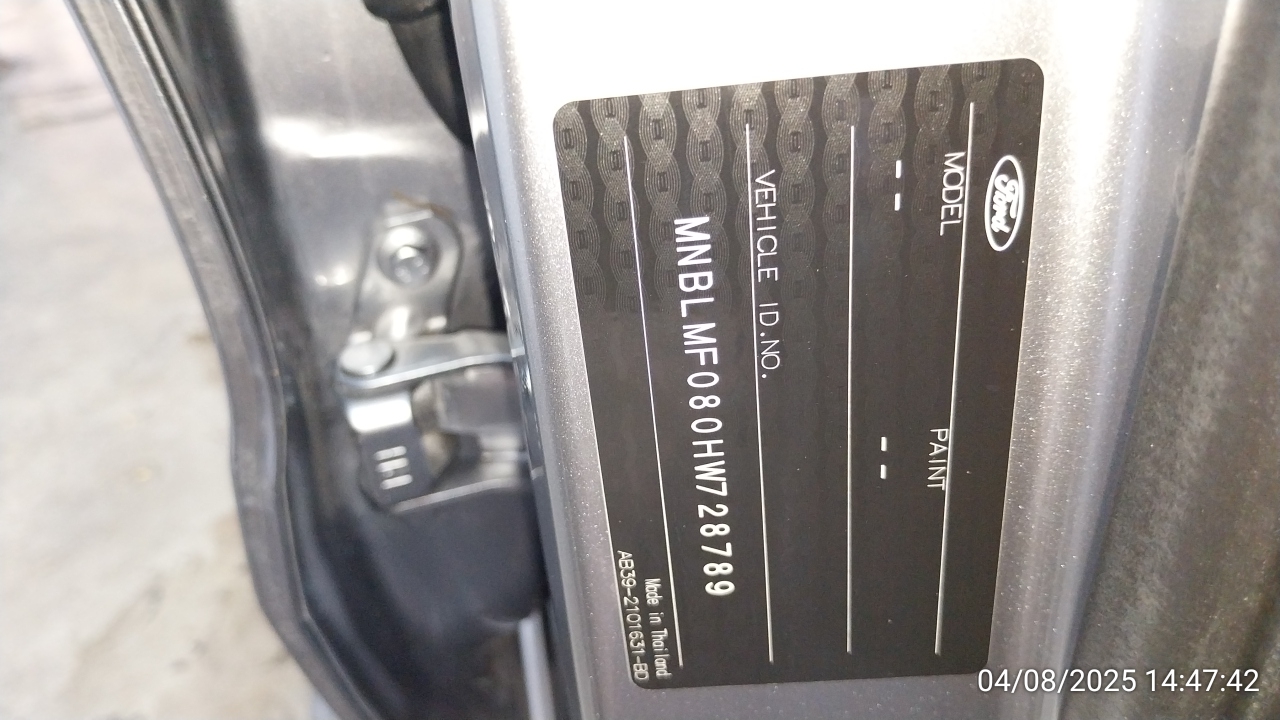 Ford
MODEL PAINT
-- --
VEHICLE ID.NO.
MNBLMF080HW728789
Made in Thailand
AB39-2101631-BD
04/08/2025 14:47:42